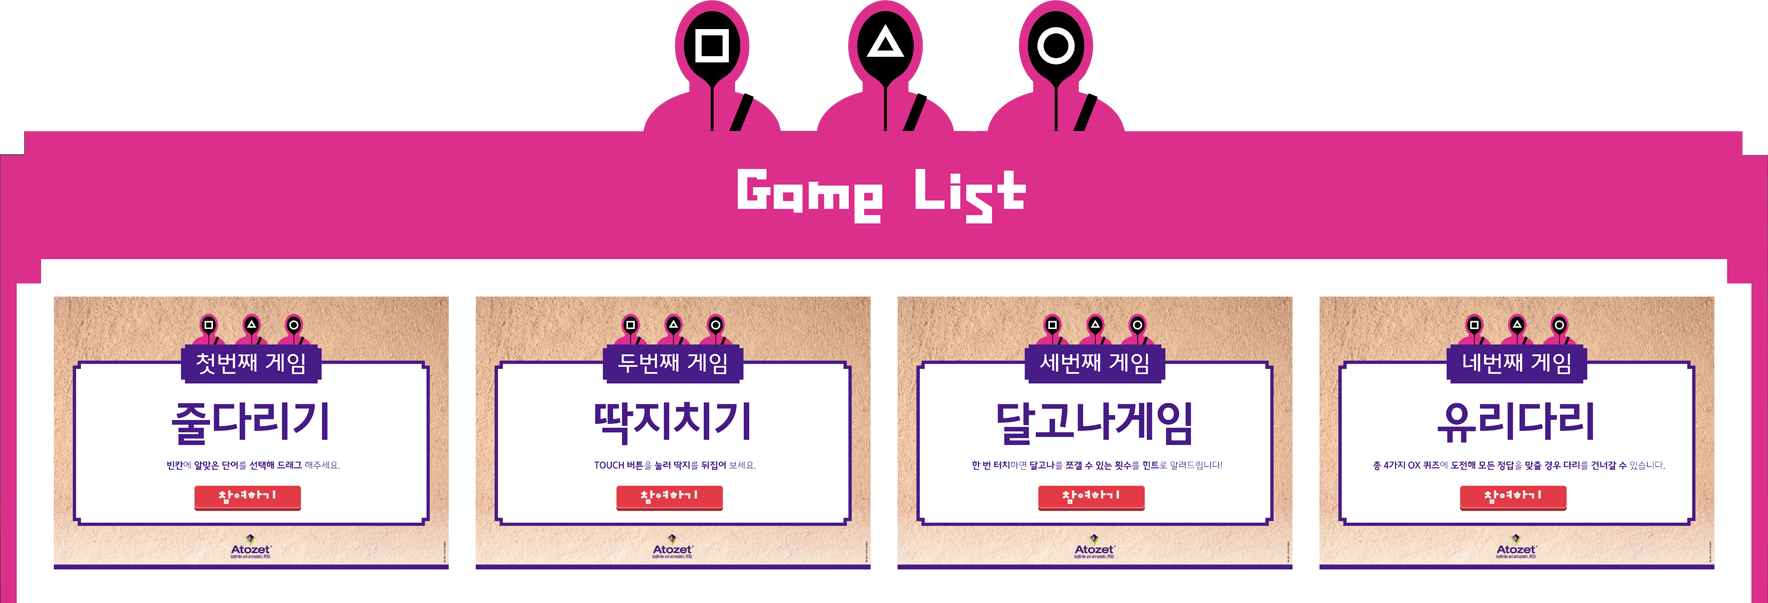 Game List
첫번째 게임
줄다리기
빈칸에 알맞은 단어를 선택해 드래그 해주세요.
참여하기
Atozet
두번째 게임
딱지치기
TOUCH 버튼을 눌러 딱지를 뒤집어 보세요.
참여하기
Atozet
세번째 게임
달고나게임
한 번 터치하면 달고나를 쪼갤 수 있는 횟수를 힌트로 알려드립니다!
참여하기
Atozet
네번째 게임
유리다리
총 4가지 OX 퀴즈에 도전해 모든 정답을 맞출 경우 다리를 건너갈 수 있습니다.
참여하기
Atozet